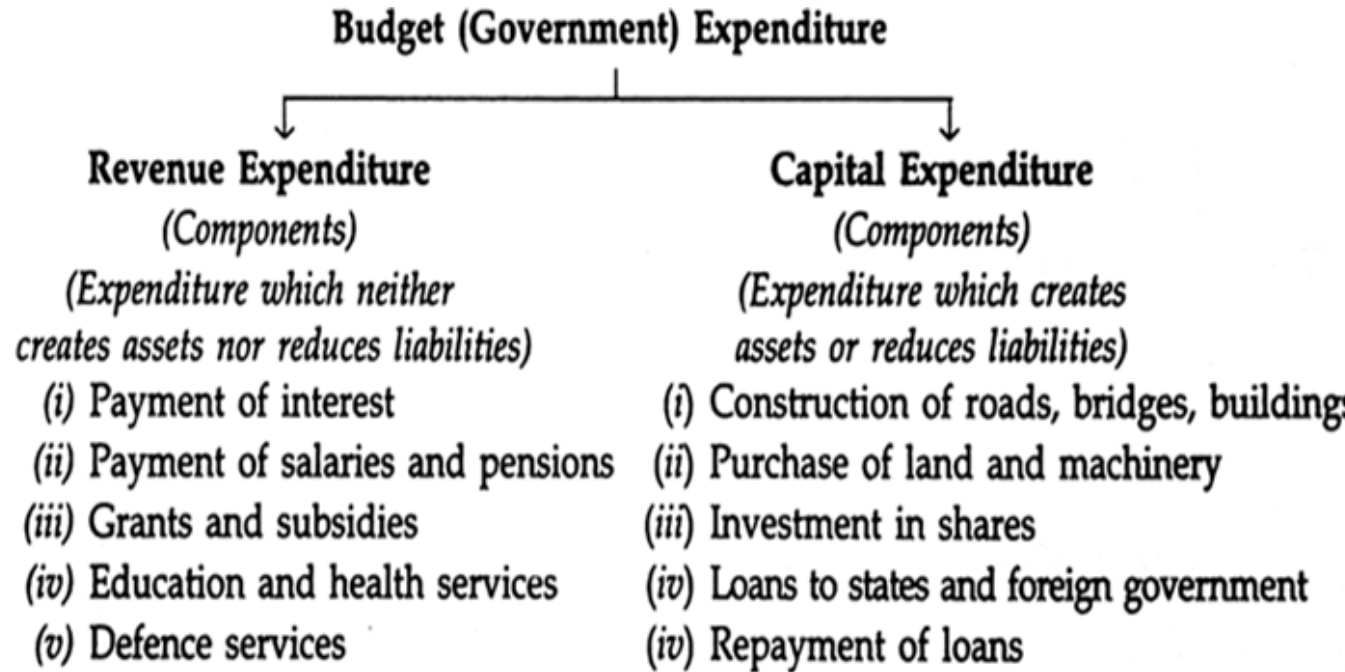 Budget (Government) Expenditure
Revenue Expenditure
(Components)
(Expenditure which neither
creates assets nor reduces liabilities)
(i) Payment of interest
(ii) Payment of salaries and pensions
(iii) Grants and subsidies
(iv) Education and health services
(v) Defence services
Capital Expenditure
(Components)
(Expenditure which creates
assets or reduces liabilities)
(i) Construction of roads, bridges, buildings
(ii) Purchase of land and machinery
(iii) Investment in shares
(iv) Loans to states and foreign government
(iv) Repayment of loans